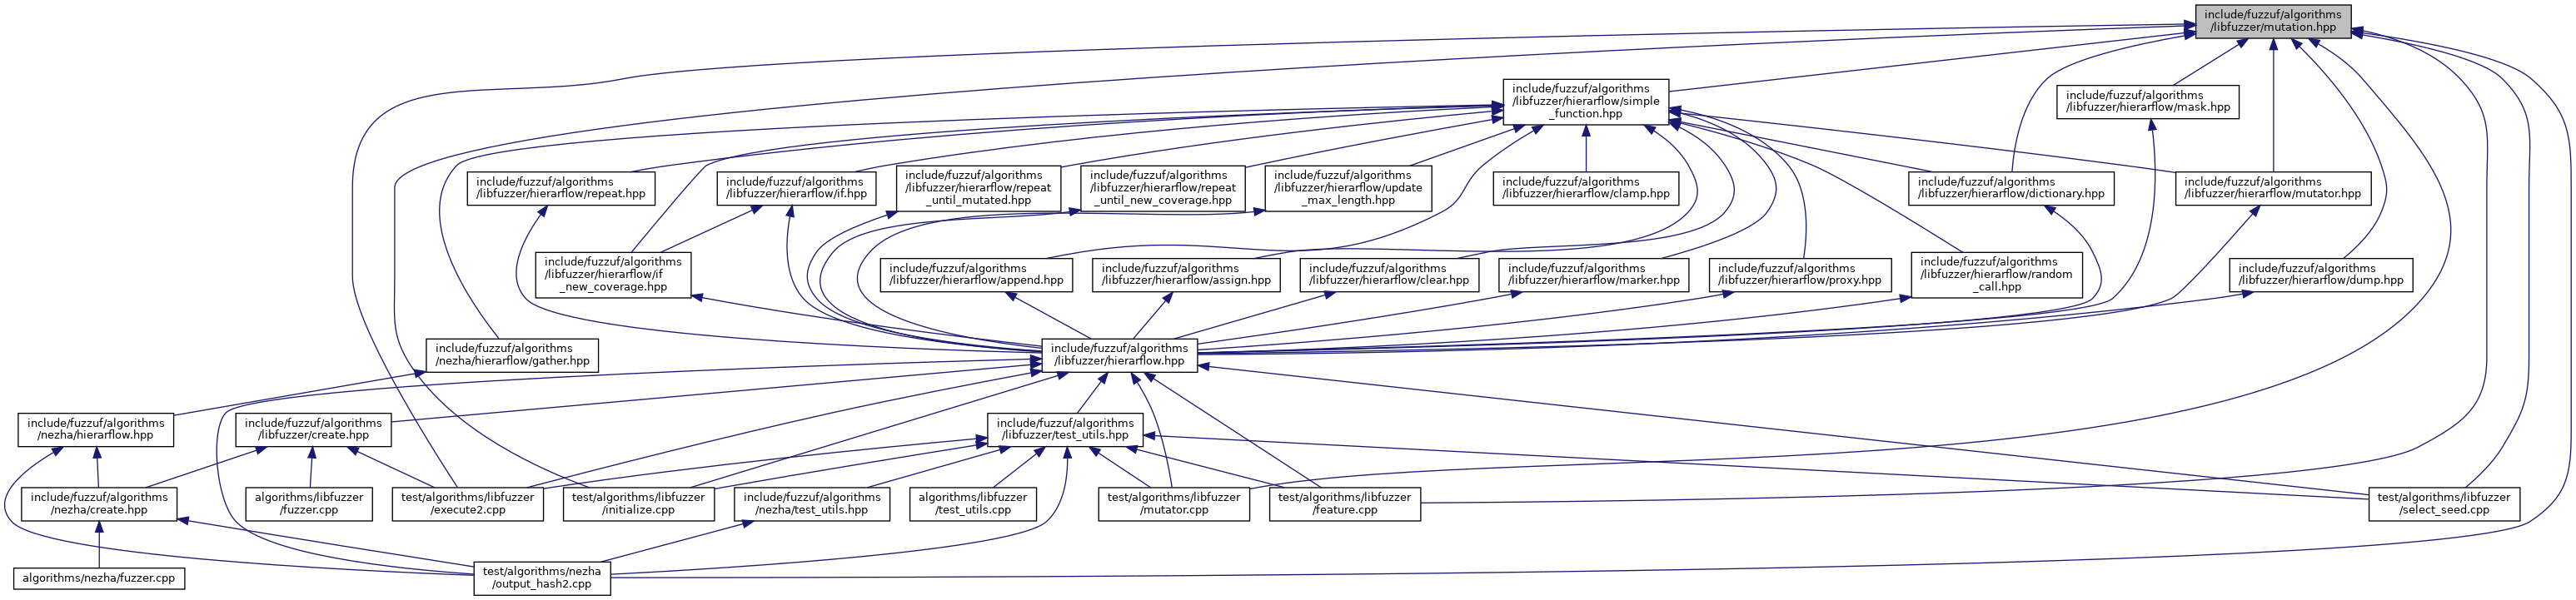 include/fuzzuf/algorithms
/libfuzzer/mutation.hpp
include/fuzzuf/algorithms
/libfuzzer/hierarflow/simple
_function.hpp
include/fuzzuf/algorithms
/libfuzzer/hierarflow/mask.hpp
include/fuzzuf/algorithms
/libfuzzer/hierarflow/repeat.hpp
include/fuzzuf/algorithms
/libfuzzer/hierarflow/if.hpp
include/fuzzuf/algorithms
/libfuzzer/hierarflow/repeat
_until_mutated.hpp
include/fuzzuf/algorithms
/libfuzzer/hierarflow/repeat
_until_new_coverage.hpp
include/fuzzuf/algorithms
/libfuzzer/hierarflow/update
_max_length.hpp
include/fuzzuf/algorithms
/libfuzzer/hierarflow/clamp.hpp
include/fuzzuf/algorithms
/libfuzzer/hierarflow/dictionary.hpp
include/fuzzuf/algorithms
/libfuzzer/hierarflow/mutator.hpp
include/fuzzuf/algorithms
/libfuzzer/hierarflow/if
_new_coverage.hpp
include/fuzzuf/algorithms
/libfuzzer/hierarflow/append.hpp
include/fuzzuf/algorithms
/libfuzzer/hierarflow/assign.hpp
include/fuzzuf/algorithms
/libfuzzer/hierarflow/clear.hpp
include/fuzzuf/algorithms
/libfuzzer/hierarflow/marker.hpp
include/fuzzuf/algorithms
/libfuzzer/hierarflow/proxy.hpp
include/fuzzuf/algorithms
/libfuzzer/hierarflow/random
_call.hpp
include/fuzzuf/algorithms
/libfuzzer/hierarflow/dump.hpp
include/fuzzuf/algorithms
/nezha/hierarflow/gather.hpp
include/fuzzuf/algorithms
/libfuzzer/hierarflow.hpp
include/fuzzuf/algorithms
/nezha/hierarflow.hpp
include/fuzzuf/algorithms
/libfuzzer/create.hpp
include/fuzzuf/algorithms
/libfuzzer/test_utils.hpp
include/fuzzuf/algorithms
/nezha/create.hpp
algorithms/libfuzzer
/fuzzer.cpp
test/algorithms/libfuzzer
/execute2.cpp
test/algorithms/libfuzzer
/initialize.cpp
include/fuzzuf/algorithms
/nezha/test_utils.hpp
algorithms/libfuzzer
/test_utils.cpp
test/algorithms/libfuzzer
/mutator.cpp
test/algorithms/libfuzzer
/feature.cpp
test/algorithms/libfuzzer
/select_seed.cpp
algorithms/nezha/fuzzer.cpp
test/algorithms/nezha
/output_hash2.cpp